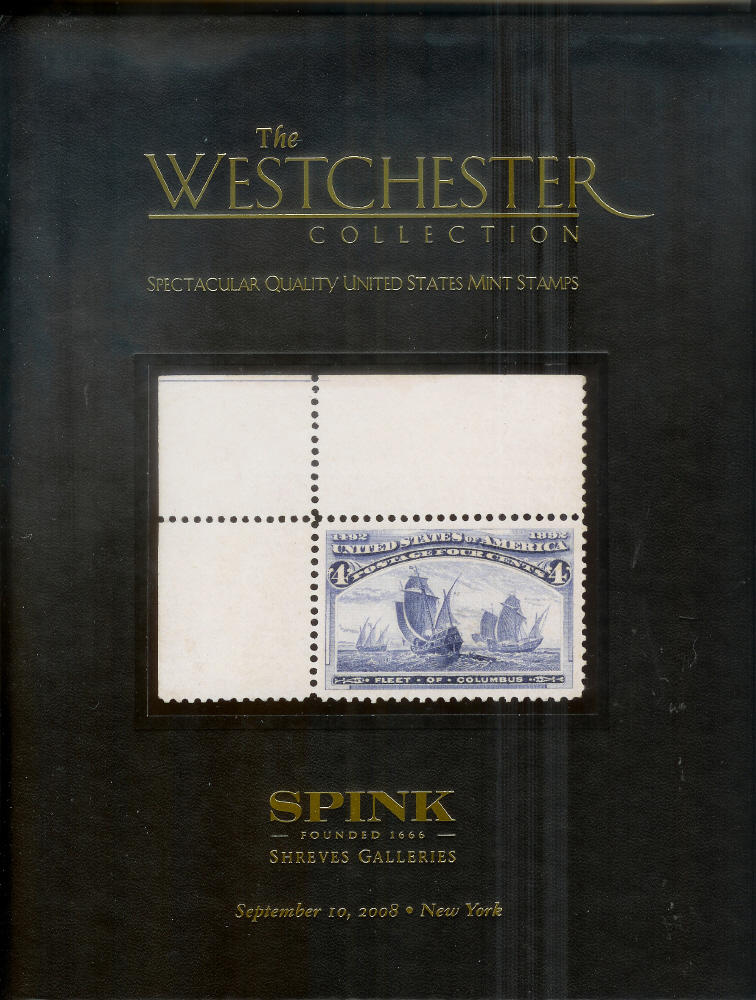 The
WESTCHESTER
COLLECTION
SPECTACULAR QUALITY UNITED STATES MINT STAMPS
1492 1892
UNITED STATES OF AMERICA
POSTAGE FOUR CENTS
4 4
FLEET · OF · COLUMBUS
SPINK
— FOUNDED 1666 —
SHREVES GALLERIES
September 10, 2008 • New York